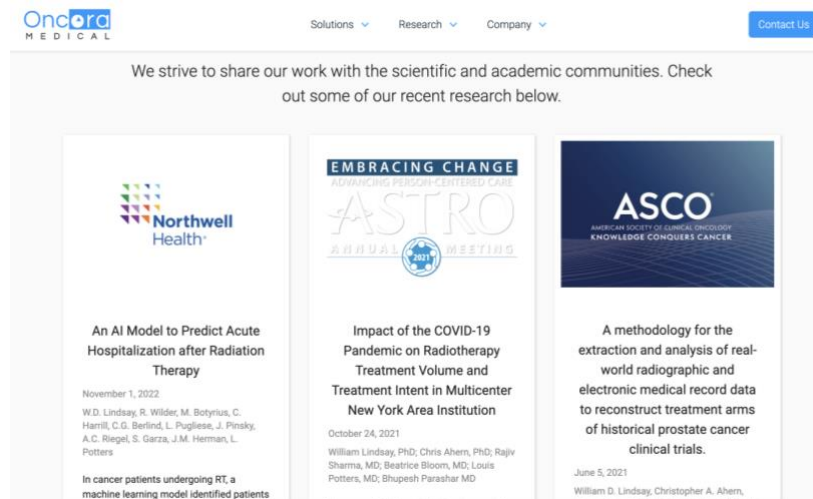 Oncora
MEDICAL
Solutions
Research
Company
Contact Us
We strive to share our work with the scientific and academic communities. Check
out some of our recent research below.
Northwell
Health
An AI Model to Predict Acute
Hospitalization after Radiation
Therapy
November 1, 2022
W.D. Lindsay, R. Wilder, M. Botyrius, C.
Harrill, C.G. Berlind, L. Pugliese, J. Pinsky,
A.C. Riegel, S. Garza, J.M. Herman, L.
Potters
In cancer patients undergoing RT, a
machine learning model identified patients
EMBRACING CHANGE
ADVANCING PERSON-CENTERED CARE
ASTRO
ANNUAL MEETING
2021
Impact of the COVID-19
Pandemic on Radiotherapy
Treatment Volume and
Treatment Intent in Multicenter
New York Area Institution
October 24, 2021
William Lindsay, PhD; Chris Ahern, PhD; Rajiv
Sharma, MD; Beatrice Bloom, MD; Louis
Potters, MD; Bhupesh Parashar MD
ASCO
AMERICAN SOCIETY OF CLINICAL ONCOLOGY
KNOWLEDGE CONQUERS CANCER
A methodology for the
extraction and analysis of real-
world radiographic and
electronic medical record data
to reconstruct treatment arms
of historical prostate cancer
clinical trials.
June 5, 2021
William D. Lindsay, Christopher A. Ahern,